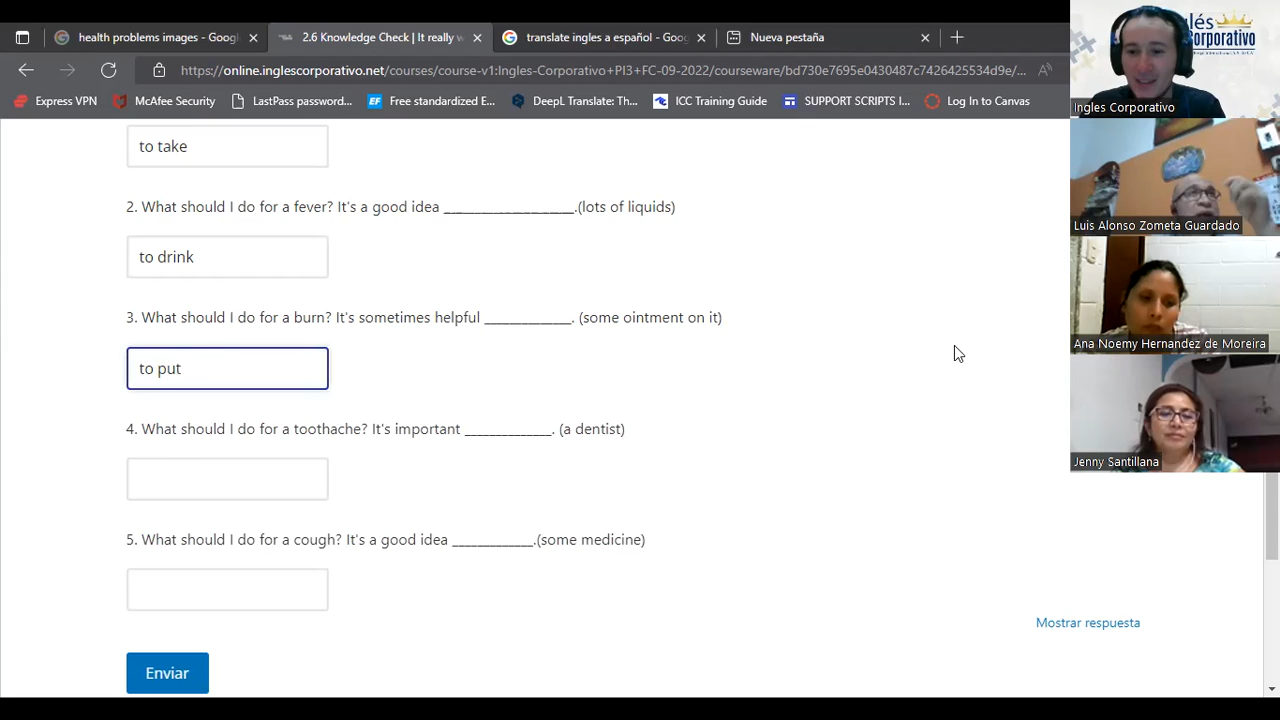 health problems images - Googl
2.6 Knowledge Check | It really w
translate ingles a español - Goo
Nueva pestaña
https://online.inglescorporativo.net/courses/course-v1:Ingles-Corporativo+PI3+FC-09-2022/courseware/bd730e7695e0430487c7426425534d9e/...
Express VPN
McAfee Security
LastPass password...
Free standardized E...
DeepL Translate: Th...
ICC Training Guide
SUPPORT SCRIPTS I...
Log In to Canvas
to take
2. What should I do for a fever? It's a good idea ____________________.(lots of liquids)
to drink
3. What should I do for a burn? It's sometimes helpful _____________. (some ointment on it)
to put
4. What should I do for a toothache? It's important _____________. (a dentist)
5. What should I do for a cough? It's a good idea ____________.(some medicine)
Mostrar respuesta
Enviar
Ingles Corporativo
Luis Alonso Zometa Guardado
Ana Noemy Hernandez de Moreira
Jenny Santillana